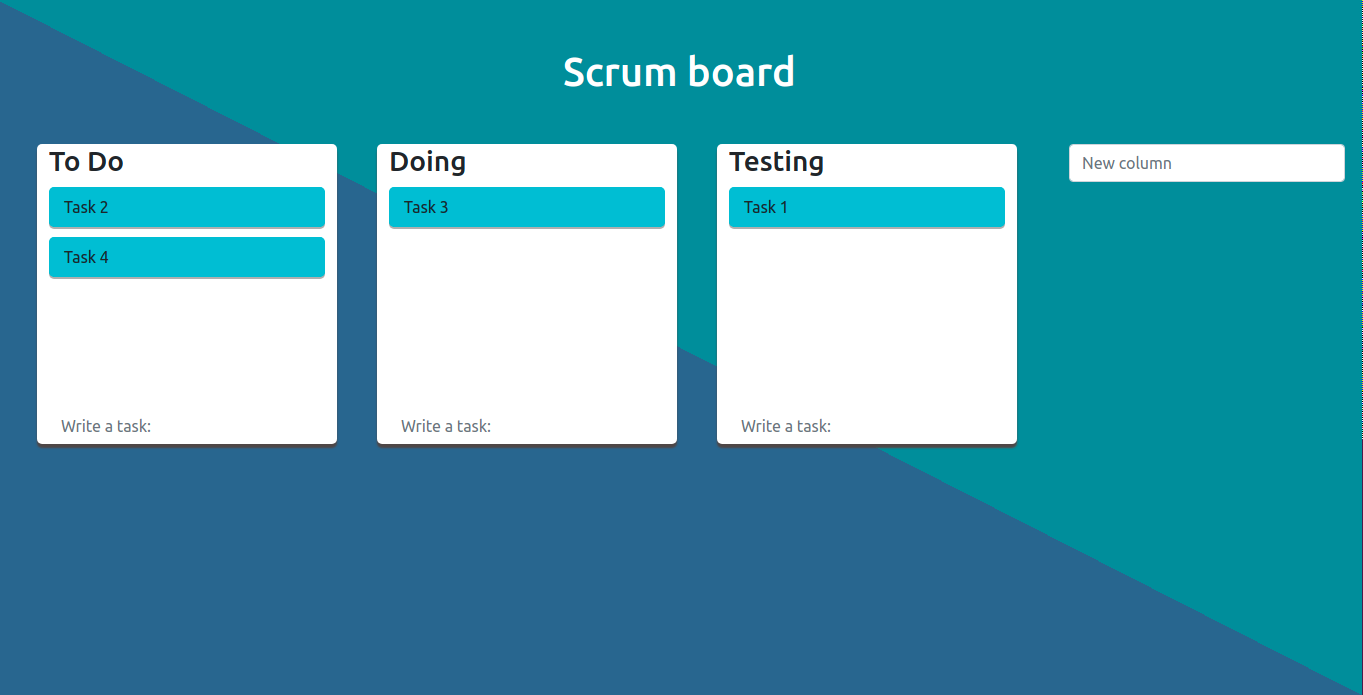 Scrum board
To Do
Task 2
Task 4
Write a task:
Doing
Task 3
Write a task:
Testing
Task 1
Write a task:
New column